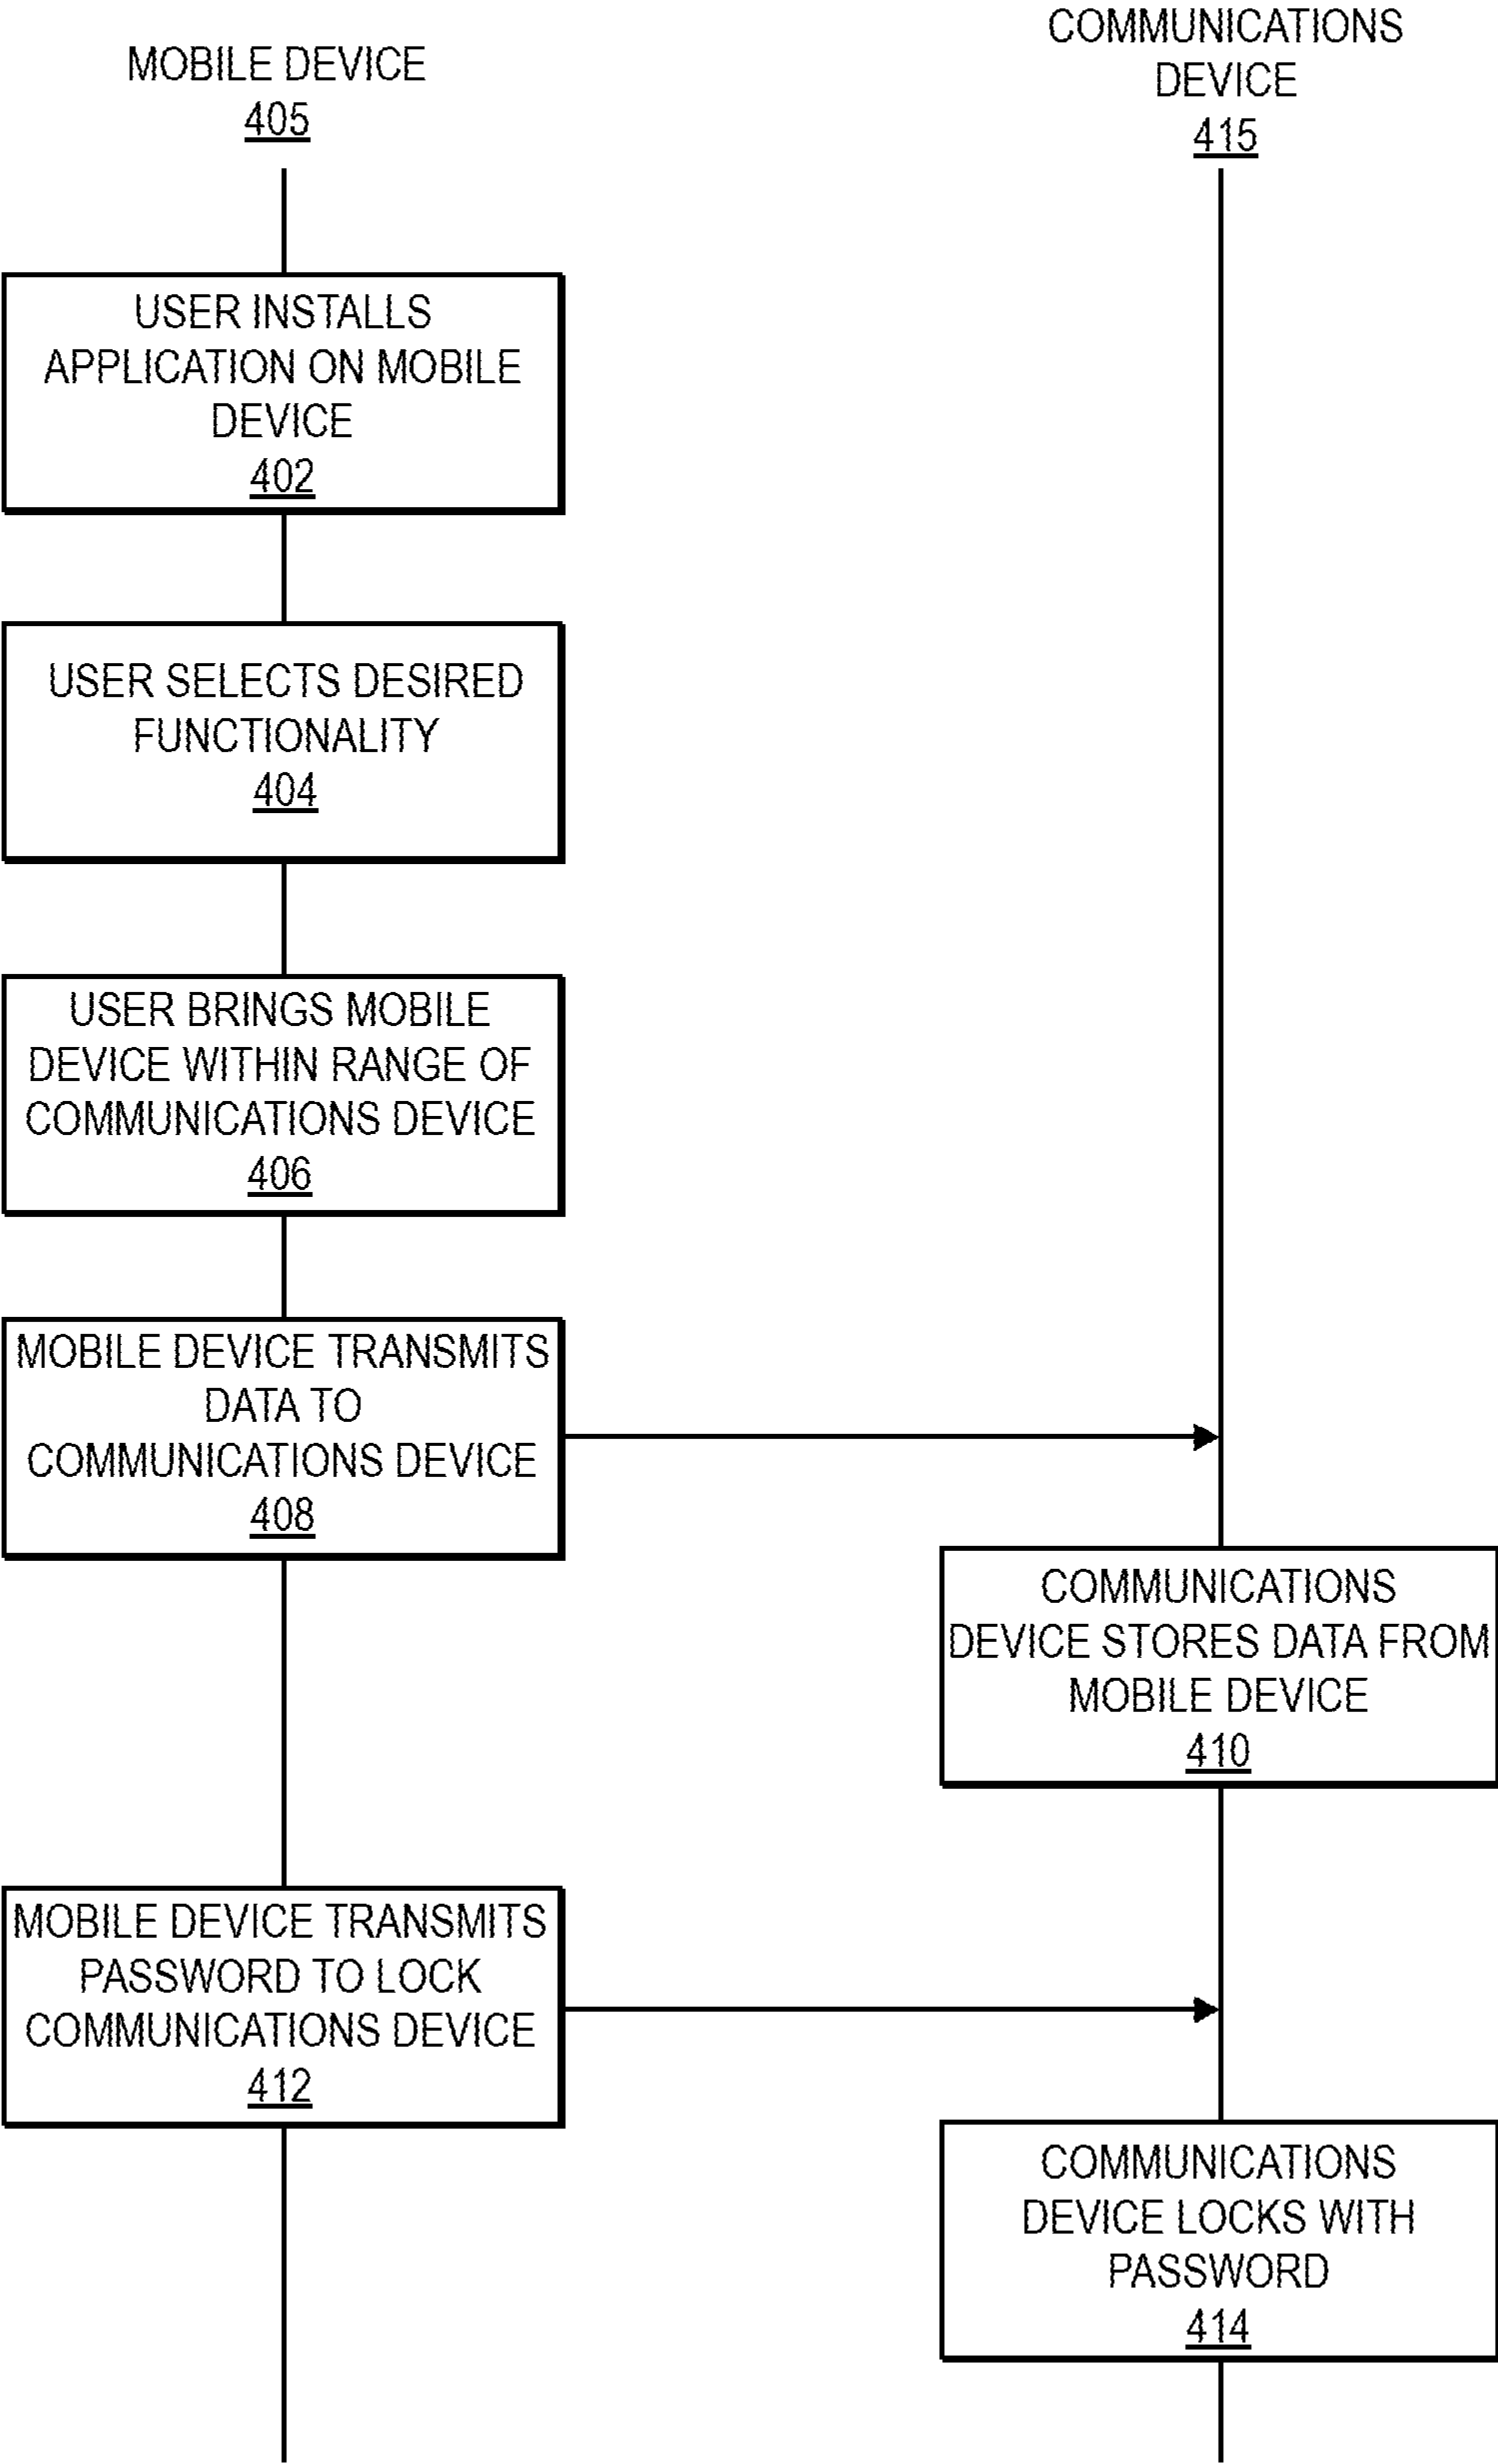 MOBILE DEVICE
405
COMMUNICATIONS
DEVICE
415
USER INSTALLS
APPLICATION ON MOBILE
DEVICE
402
USER SELECTS DESIRED
FUNCTIONALITY
404
USER BRINGS MOBILE
DEVICE WITHIN RANGE OF
COMMUNICATIONS DEVICE
406
MOBILE DEVICE TRANSMITS
DATA TO
COMMUNICATIONS DEVICE
408
COMMUNICATIONS
DEVICE STORES DATA FROM
MOBILE DEVICE
410
MOBILE DEVICE TRANSMITS
PASSWORD TO LOCK
COMMUNICATIONS DEVICE
412
COMMUNICATIONS
DEVICE LOCKS WITH
PASSWORD
414